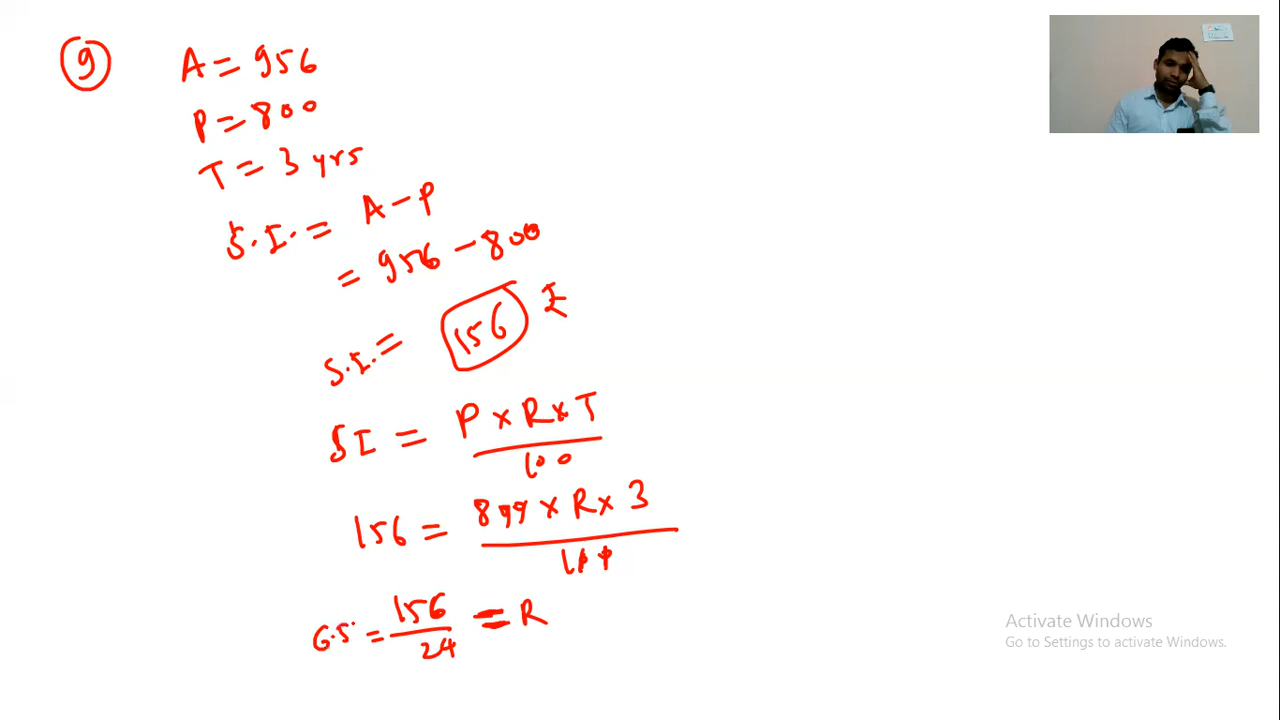 9
A = 956
P = 800
T = 3 yrs
S.I. = A - P
= 956 - 800
S.I. = 156 ₹
SI = P × R × T / 100
156 = 800 × R × 3 / 100
6.5 = 156 / 24 = R
Activate Windows
Go to Settings to activate Windows.